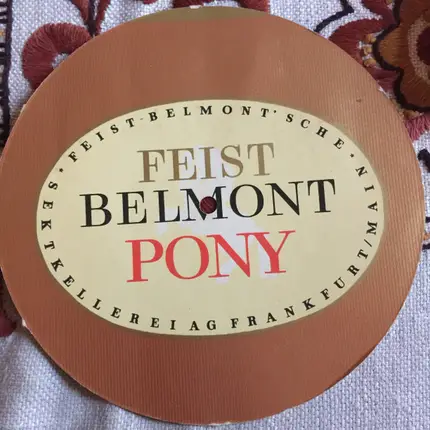 · FEIST-BELMONT'SCHE ·
FEIST
BELMONT
PONY
SEKTKELLEREI AG FRANKFURT/MAIN